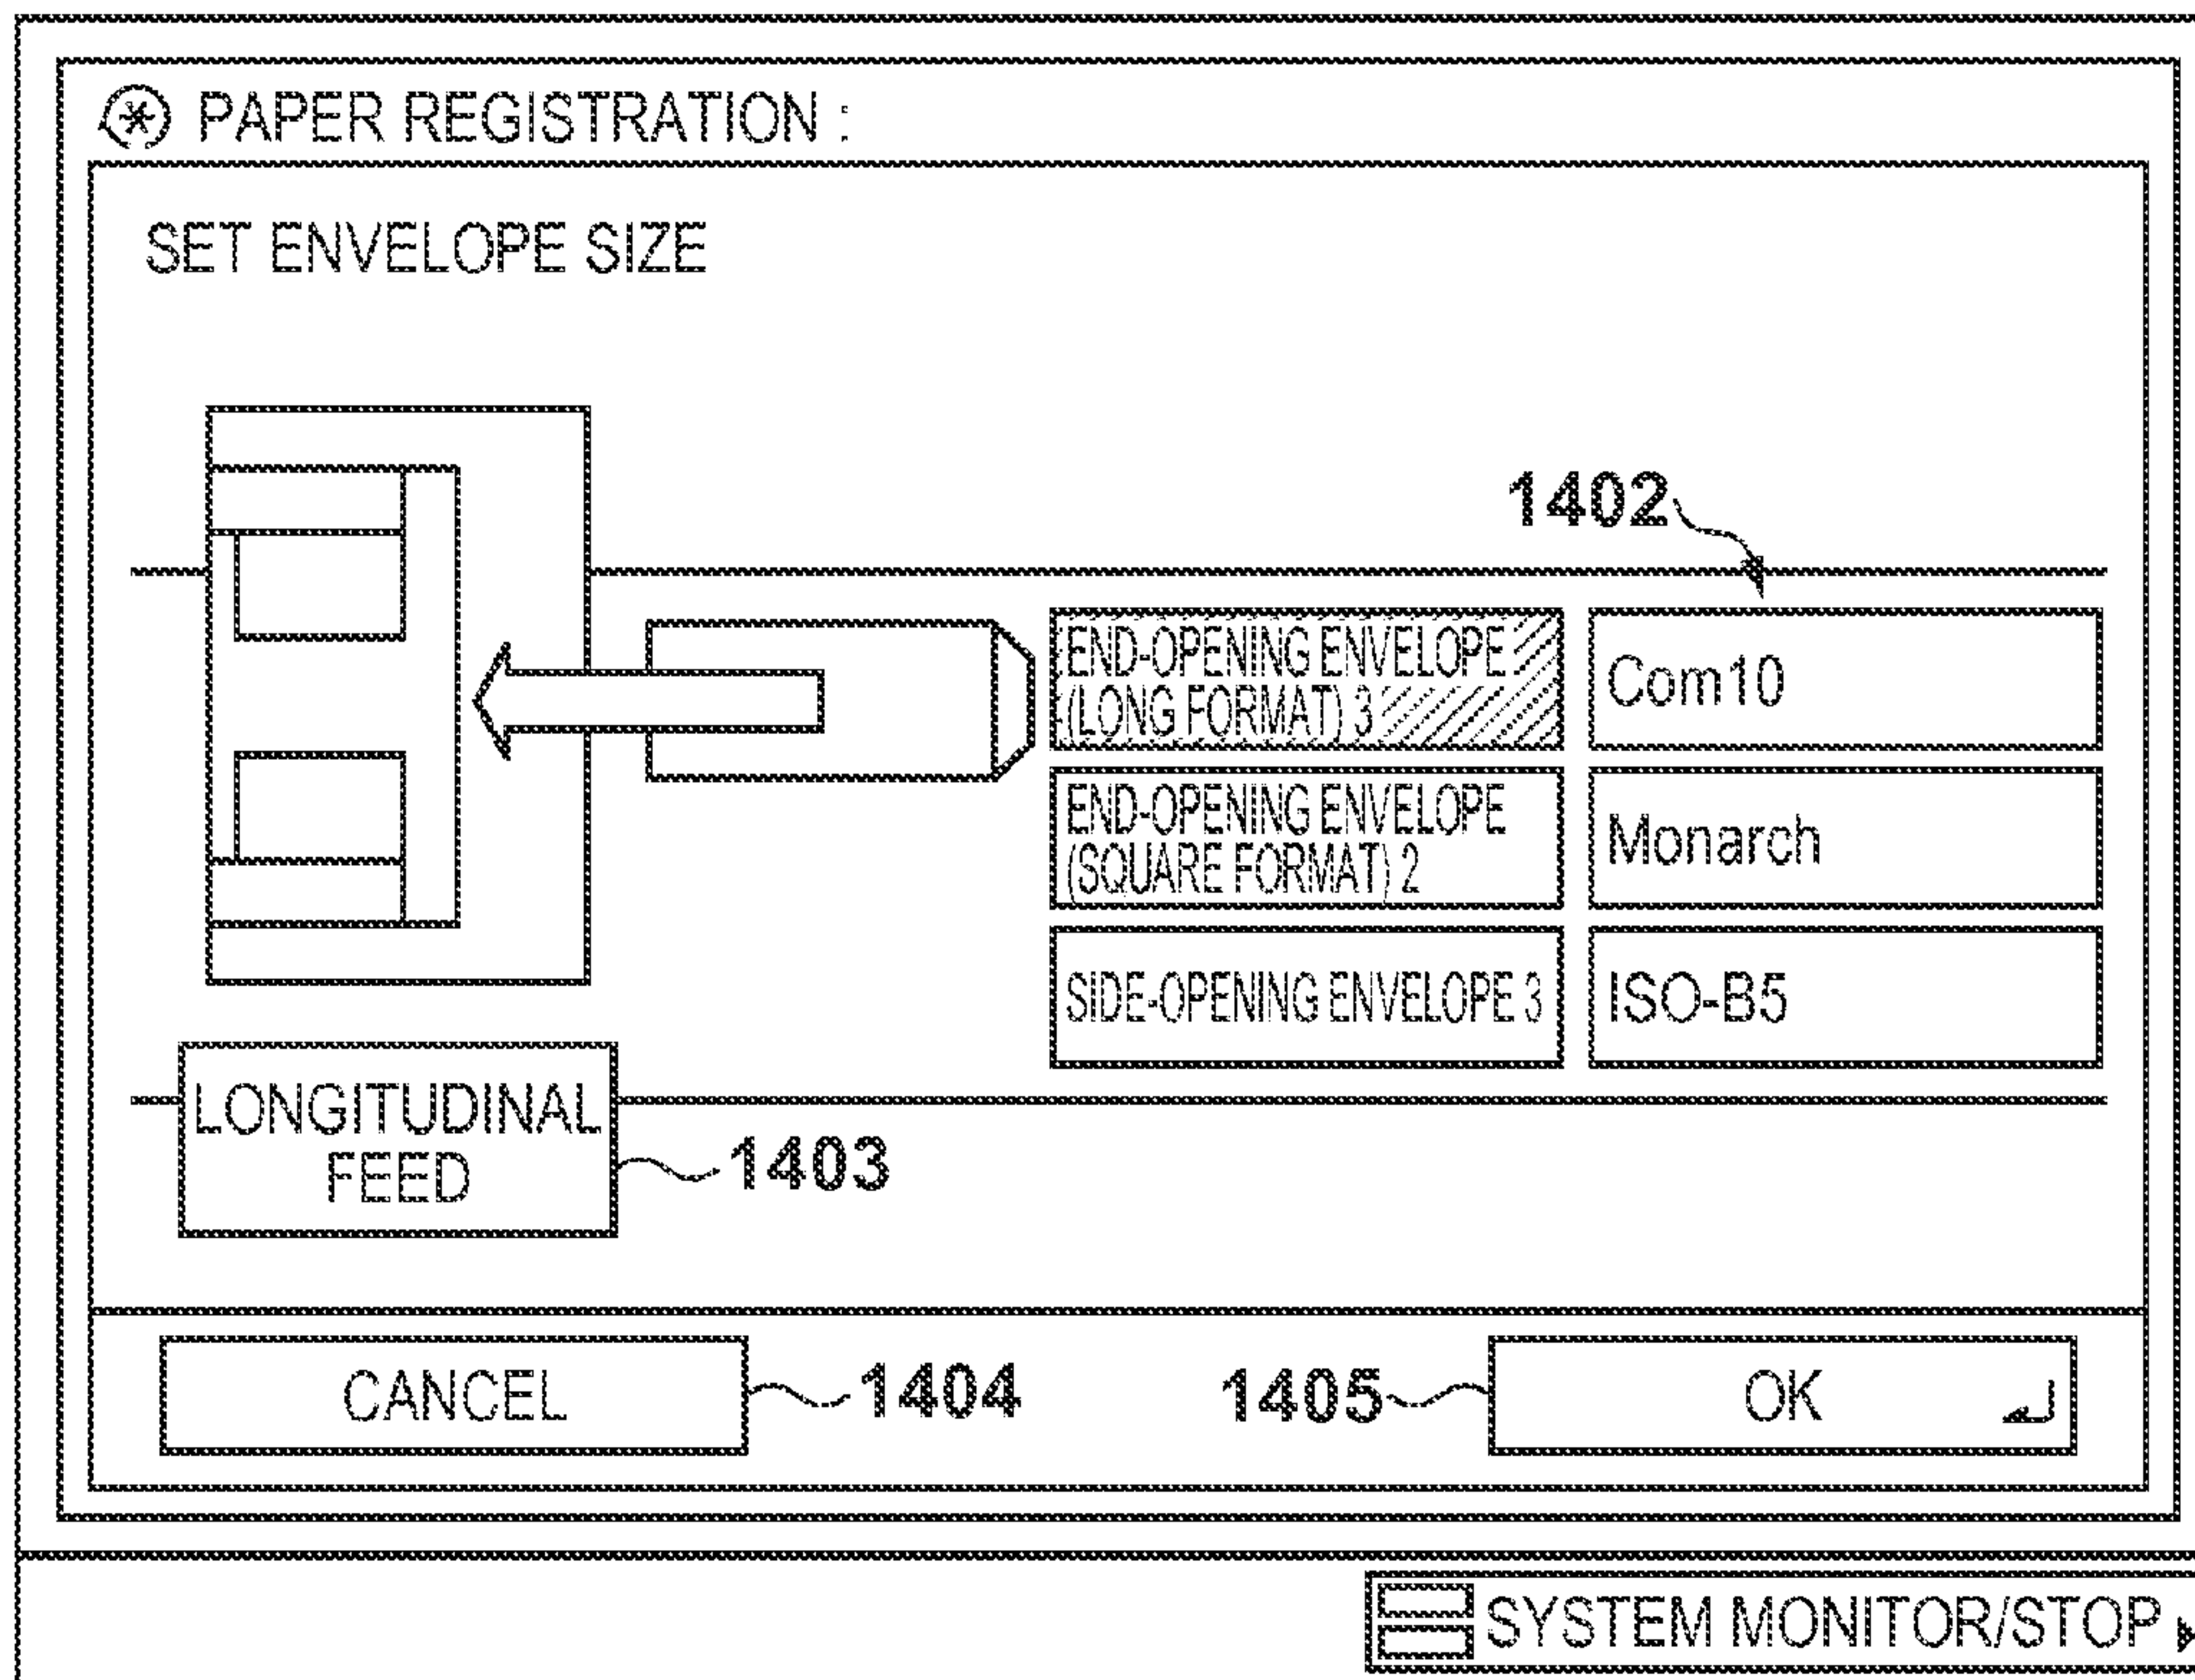 PAPER REGISTRATION :
SET ENVELOPE SIZE
1402
END-OPENING ENVELOPE
(LONG FORMAT) 3
Com10
END-OPENING ENVELOPE
(SQUARE FORMAT) 2
Monarch
SIDE-OPENING ENVELOPE 3
ISO-B5
LONGITUDINAL
FEED
1403
CANCEL
1404
1405
OK
SYSTEM MONITOR/STOP